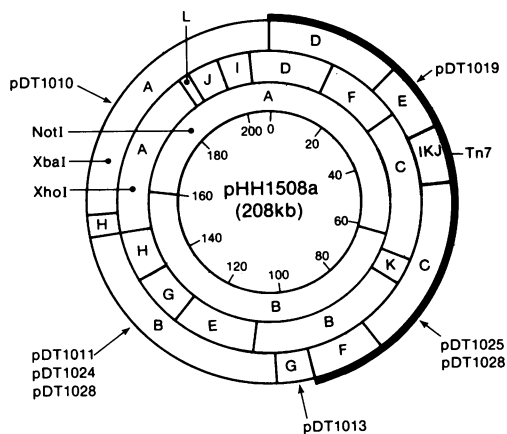 L
D
pDT1010
A
J
I
D
F
E
pDT1019
A
NotI
200
0
20
IKJ
Tn7
XbaI
A
180
C
40
XhoI
160
pHH1508a
(208kb)
60
H
140
80
K
C
H
120
100
B
G
E
B
B
F
G
pDT1011
pDT1024
pDT1028
pDT1025
pDT1028
pDT1013